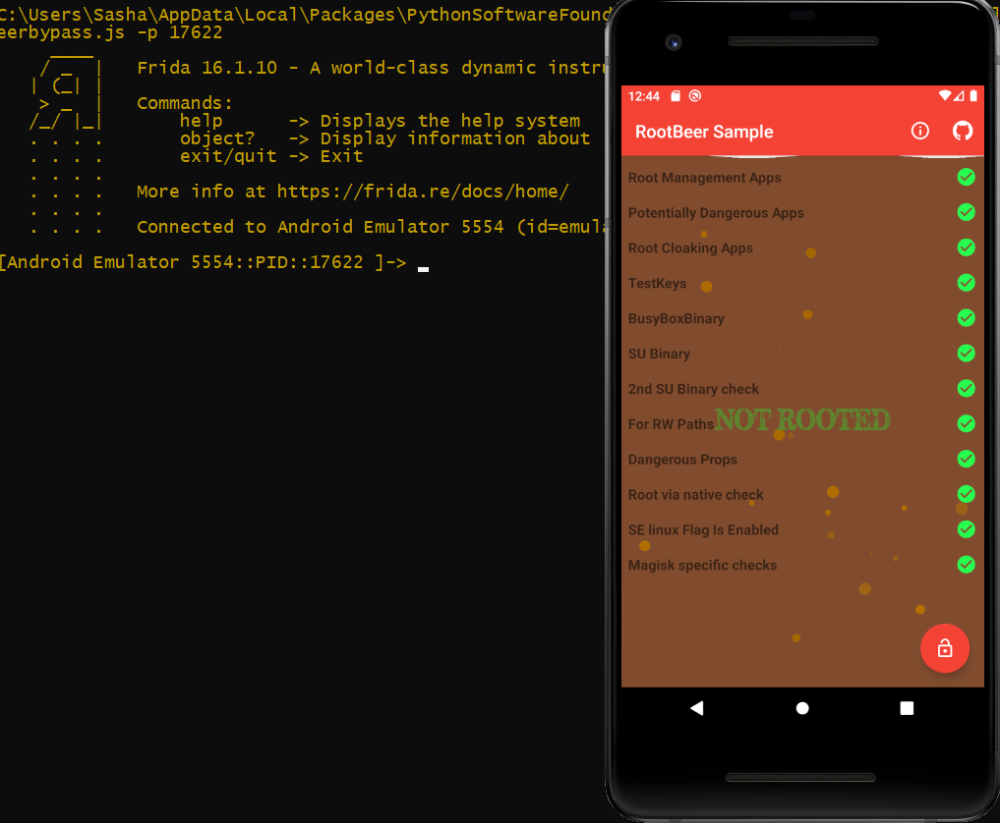 C:\Users\Sasha\AppData\Local\Packages\PythonSoftwareFound
eerbypass.js -p 17622
Frida 16.1.10 - A world-class dynamic instru
Commands:
help -> Displays the help system
object? -> Display information about
exit/quit -> Exit
More info at https://frida.re/docs/home/
Connected to Android Emulator 5554 (id=emula
[Android Emulator 5554::PID::17622 ]->
12:44
RootBeer Sample
Root Management Apps
Potentially Dangerous Apps
Root Cloaking Apps
TestKeys
BusyBoxBinary
SU Binary
2nd SU Binary check
For RW Paths
NOT ROOTED
Dangerous Props
Root via native check
SE linux Flag Is Enabled
Magisk specific checks